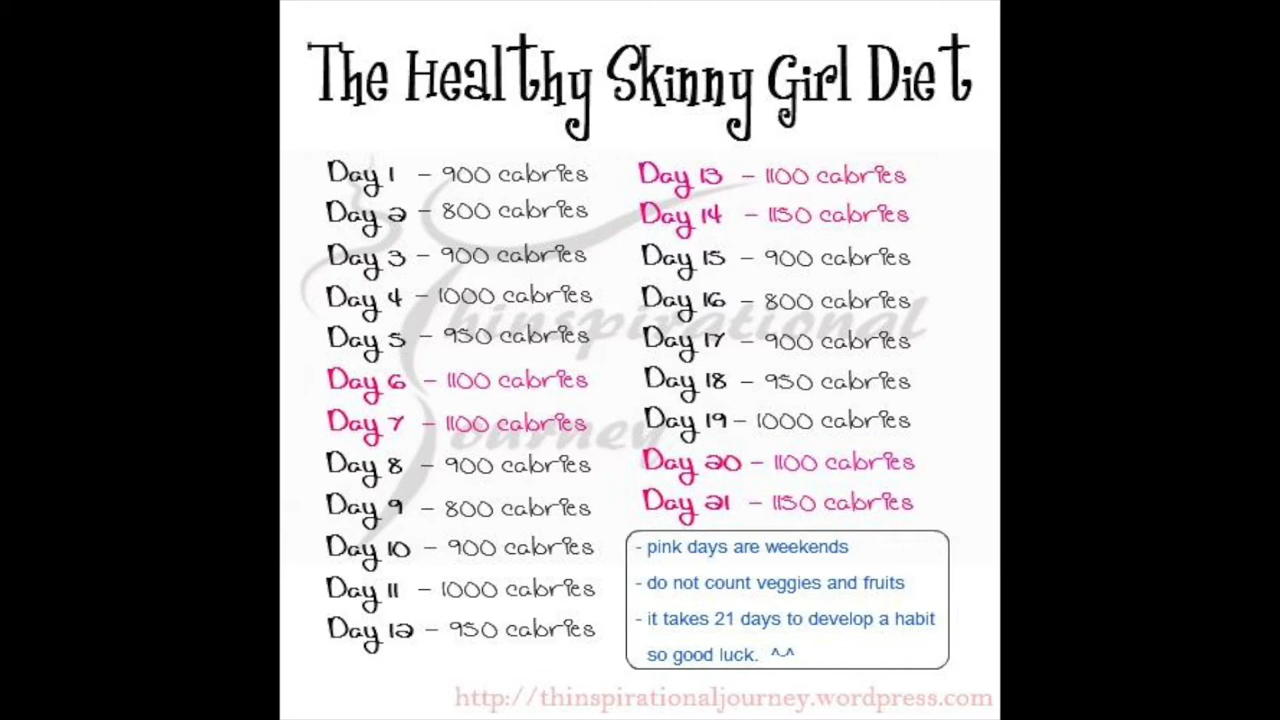 The Healthy Skinny Girl Diet
Day 1 - 900 calories
Day 2 - 800 calories
Day 3 - 900 calories
Day 4 - 1000 calories
Day 5 - 950 calories
Day 6 - 1100 calories
Day 7 - 1100 calories
Day 8 - 900 calories
Day 9 - 800 calories
Day 10 - 900 calories
Day 11 - 1000 calories
Day 12 - 950 calories
Day 13 - 1100 calories
Day 14 - 1150 calories
Day 15 - 900 calories
Day 16 - 800 calories
Day 17 - 900 calories
Day 18 - 950 calories
Day 19 - 1000 calories
Day 20 - 1100 calories
Day 21 - 1150 calories
- pink days are weekends
- do not count veggies and fruits
- it takes 21 days to develop a habit
so good luck. ^-^
Thinspirational
Journey
http://thinspirationaljourney.wordpress.com